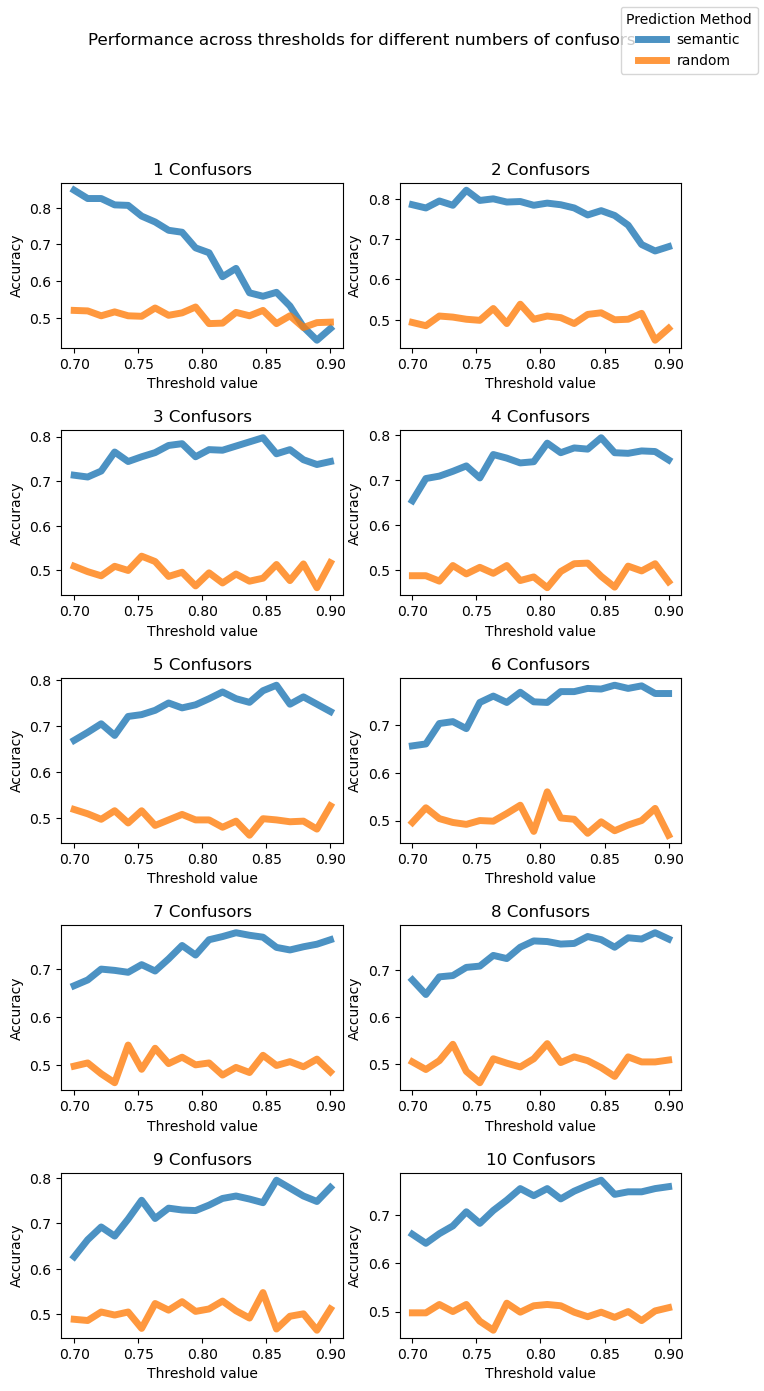 Prediction Method
Performance across thresholds for different numbers of confusors
semantic
random
1 Confusors
Accuracy
0.8
0.7
0.6
0.5
0.70 0.75 0.80 0.85 0.90
Threshold value
2 Confusors
Accuracy
0.8
0.7
0.6
0.5
0.70 0.75 0.80 0.85 0.90
Threshold value
3 Confusors
Accuracy
0.8
0.7
0.6
0.5
0.70 0.75 0.80 0.85 0.90
Threshold value
4 Confusors
Accuracy
0.8
0.7
0.6
0.5
0.70 0.75 0.80 0.85 0.90
Threshold value
5 Confusors
Accuracy
0.8
0.7
0.6
0.5
0.70 0.75 0.80 0.85 0.90
Threshold value
6 Confusors
Accuracy
0.7
0.6
0.5
0.70 0.75 0.80 0.85 0.90
Threshold value
7 Confusors
Accuracy
0.7
0.6
0.5
0.70 0.75 0.80 0.85 0.90
Threshold value
8 Confusors
Accuracy
0.7
0.6
0.5
0.70 0.75 0.80 0.85 0.90
Threshold value
9 Confusors
Accuracy
0.8
0.7
0.6
0.5
0.70 0.75 0.80 0.85 0.90
Threshold value
10 Confusors
Accuracy
0.7
0.6
0.5
0.70 0.75 0.80 0.85 0.90
Threshold value